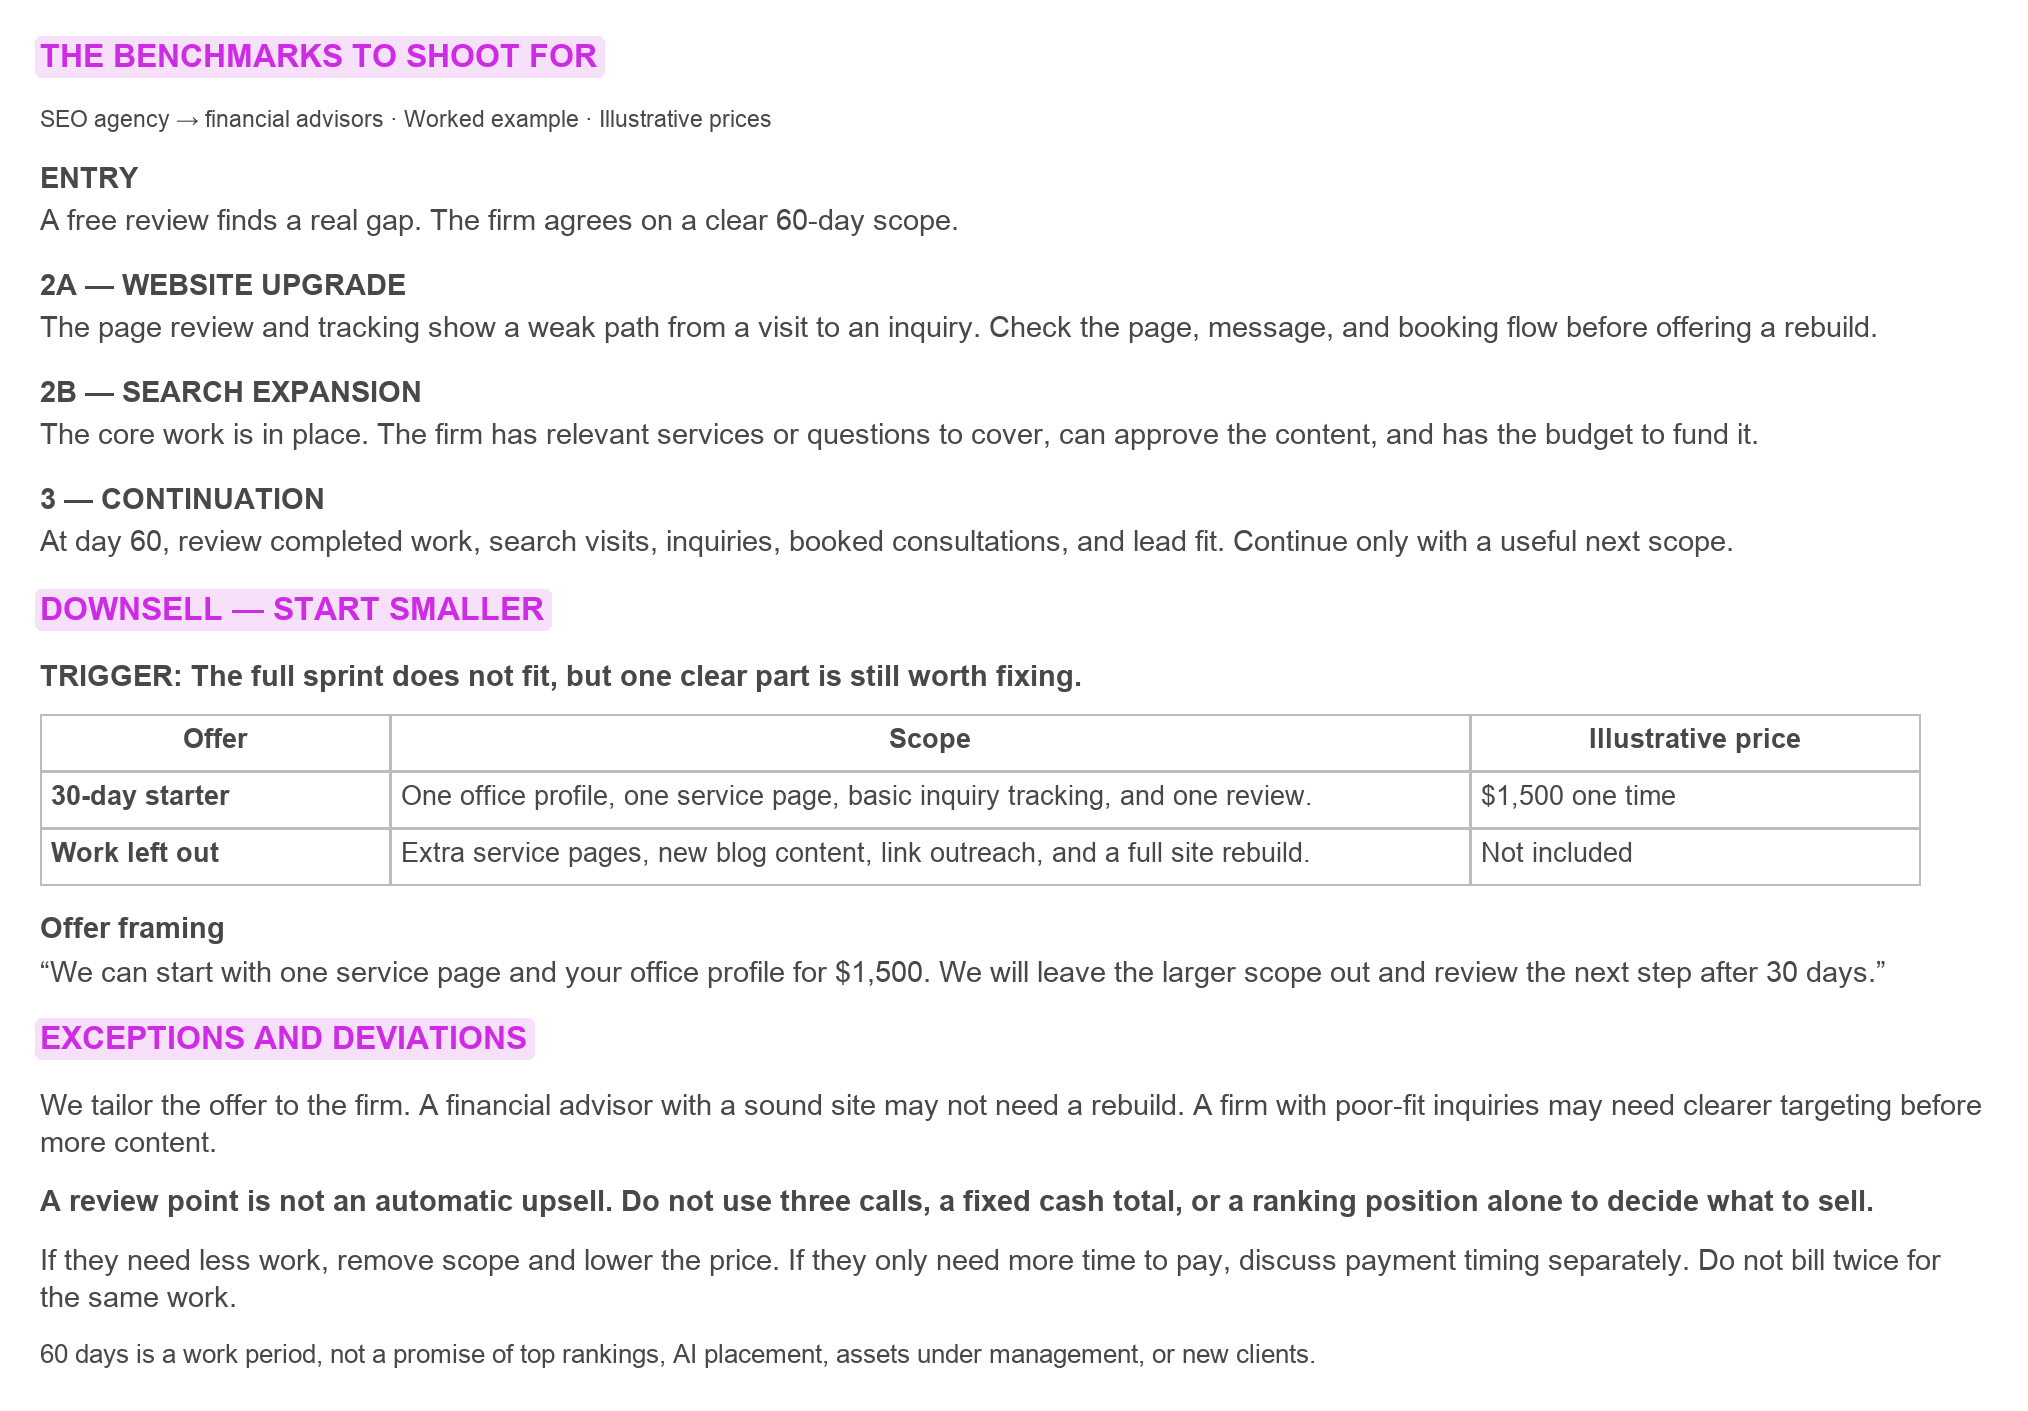 THE BENCHMARKS TO SHOOT FOR
SEO agency → financial advisors · Worked example · Illustrative prices
ENTRY
A free review finds a real gap. The firm agrees on a clear 60-day scope.
2A — WEBSITE UPGRADE
The page review and tracking show a weak path from a visit to an inquiry. Check the page, message, and booking flow before offering a rebuild.
2B — SEARCH EXPANSION
The core work is in place. The firm has relevant services or questions to cover, can approve the content, and has the budget to fund it.
3 — CONTINUATION
At day 60, review completed work, search visits, inquiries, booked consultations, and lead fit. Continue only with a useful next scope.
DOWNSELL — START SMALLER
TRIGGER: The full sprint does not fit, but one clear part is still worth fixing.
Offer Scope Illustrative price
30-day starter One office profile, one service page, basic inquiry tracking, and one review. $1,500 one time
Work left out Extra service pages, new blog content, link outreach, and a full site rebuild. Not included
Offer framing
“We can start with one service page and your office profile for $1,500. We will leave the larger scope out and review the next step after 30 days.”
EXCEPTIONS AND DEVIATIONS
We tailor the offer to the firm. A financial advisor with a sound site may not need a rebuild. A firm with poor-fit inquiries may need clearer targeting before
more content.
A review point is not an automatic upsell. Do not use three calls, a fixed cash total, or a ranking position alone to decide what to sell.
If they need less work, remove scope and lower the price. If they only need more time to pay, discuss payment timing separately. Do not bill twice for
the same work.
60 days is a work period, not a promise of top rankings, AI placement, assets under management, or new clients.